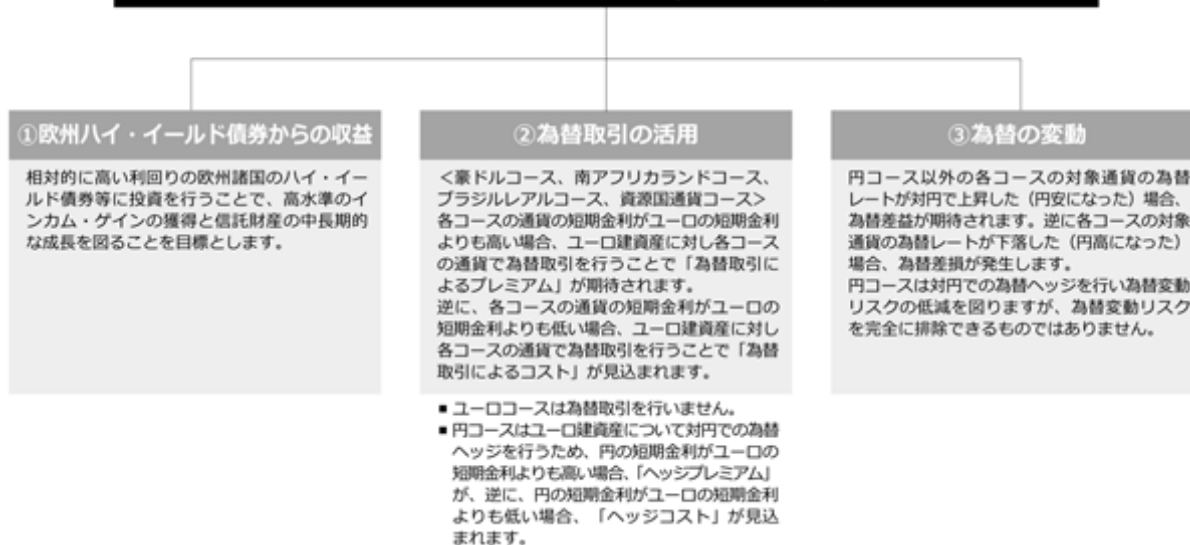 ①欧州ハイ・イールド債券からの収益
相対的に高い利回りの欧州諸国のハイ・イー
ルド債券等に投資を行うことで、高水準のイ
ンカム・ゲインの獲得と信託財産の中長期的
な成長を図ることを目標とします。
②為替取引の活用
＜豪ドルコース、南アフリカランドコース、
ブラジルレアルコース、資源国通貨コース＞
各コースの通貨の短期金利がユーロの短期金利
よりも高い場合、ユーロ建資産に対し各コース
の通貨で為替取引を行うことで「為替取引に
よるプレミアム」が期待されます。
逆に、各コースの通貨の短期金利がユーロの
短期金利よりも低い場合、ユーロ建資産に対し
各コースの通貨で為替取引を行うことで「為替
取引によるコスト」が見込まれます。
■ ユーロコースは為替取引を行いません。
■ 円コースはユーロ建資産について対円での為替
ヘッジを行うため、円の短期金利がユーロの
短期金利よりも高い場合、「ヘッジプレミアム」
が、逆に、円の短期金利がユーロの短期金利
よりも低い場合、「ヘッジコスト」が見込
まれます。
③為替の変動
円コース以外の各コースの対象通貨の為替
レートが対円で上昇した（円安になった）場合、
為替差益が期待されます。逆に各コースの対象
通貨の為替レートが下落した（円高になった）
場合、為替差損が発生します。
円コースは対円での為替ヘッジを行い為替変動
リスクの低減を図りますが、為替変動リスク
を完全に排除できるものではありません。